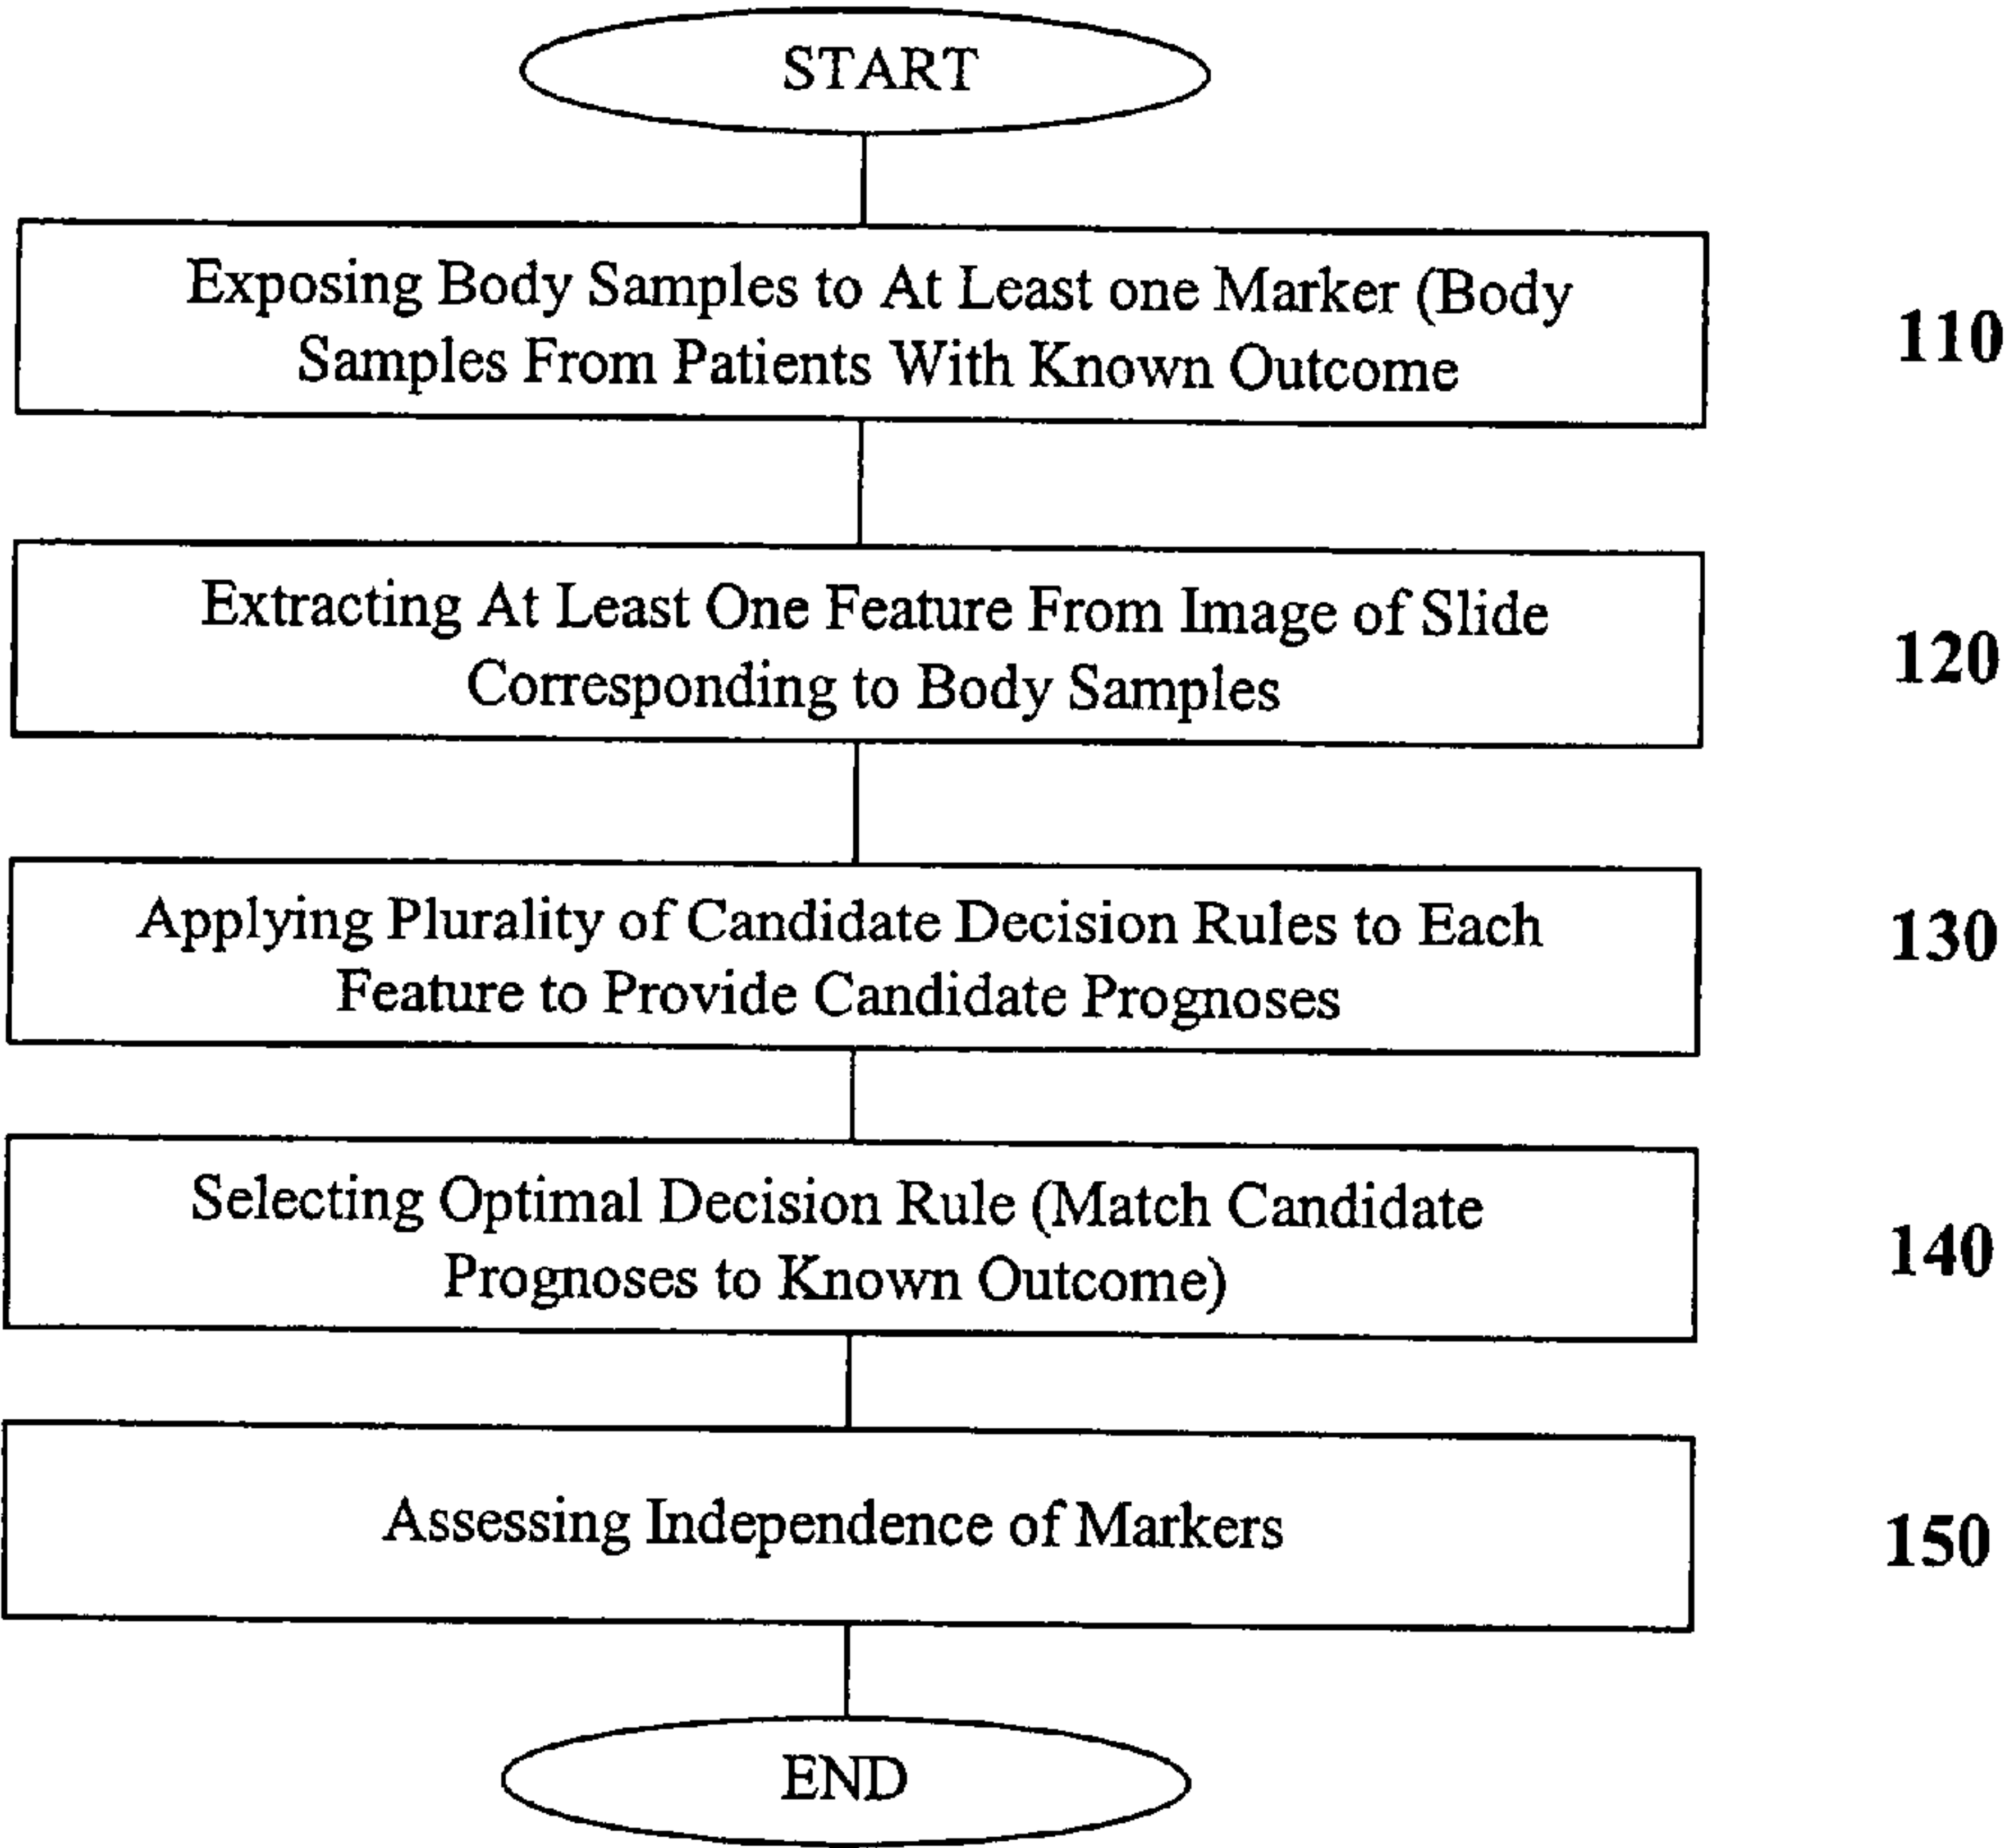 START
Exposing Body Samples to At Least one Marker (Body
Samples From Patients With Known Outcome
110
Extracting At Least One Feature From Image of Slide
Corresponding to Body Samples
120
Applying Plurality of Candidate Decision Rules to Each
Feature to Provide Candidate Prognoses
130
Selecting Optimal Decision Rule (Match Candidate
Prognoses to Known Outcome)
140
Assessing Independence of Markers
150
END